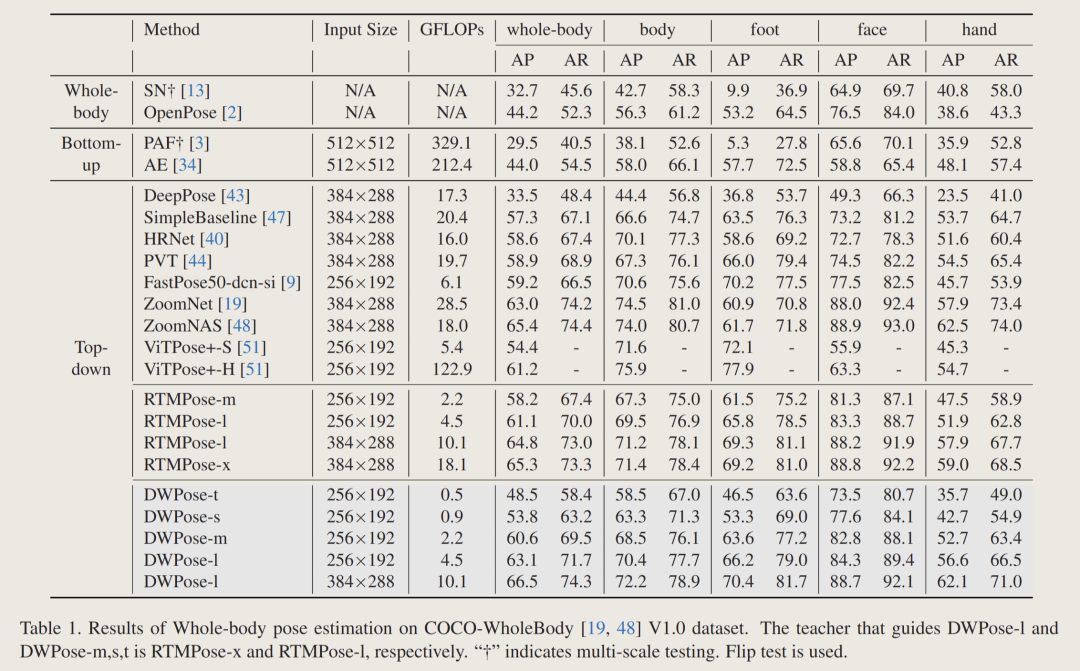 Method Input Size GFLOPs whole-body body foot face hand
AP AR AP AR AP AR AP AR AP AR
Whole- SN† [13] N/A N/A 32.7 45.6 42.7 58.3 9.9 36.9 64.9 69.7 40.8 58.0
body OpenPose [2] N/A N/A 44.2 52.3 56.3 61.2 53.2 64.5 76.5 84.0 38.6 43.3
Bottom- PAF† [3] 512×512 329.1 29.5 40.5 38.1 52.6 5.3 27.8 65.6 70.1 35.9 52.8
up AE [34] 512×512 212.4 44.0 54.5 58.0 66.1 57.7 72.5 58.8 65.4 48.1 57.4
DeepPose [43] 384×288 17.3 33.5 48.4 44.4 56.8 36.8 53.7 49.3 66.3 23.5 41.0
SimpleBaseline [47] 384×288 20.4 57.3 67.1 66.6 74.7 63.5 76.3 73.2 81.2 53.7 64.7
HRNet [40] 384×288 16.0 58.6 67.4 70.1 77.3 58.6 69.2 72.7 78.3 51.6 60.4
PVT [44] 384×288 19.7 58.9 68.9 67.3 76.1 66.0 79.4 74.5 82.2 54.5 65.4
FastPose50-dcn-si [9] 256×192 6.1 59.2 66.5 70.6 75.6 70.2 77.5 77.5 82.5 45.7 53.9
ZoomNet [19] 384×288 28.5 63.0 74.2 74.5 81.0 60.9 70.8 88.0 92.4 57.9 73.4
ZoomNAS [48] 384×288 18.0 65.4 74.4 74.0 80.7 61.7 71.8 88.9 93.0 62.5 74.0
Top- ViTPose+-S [51] 256×192 5.4 54.4 - 71.6 - 72.1 - 55.9 - 45.3 -
down ViTPose+-H [51] 256×192 122.9 61.2 - 75.9 - 77.9 - 63.3 - 54.7 -
RTMPose-m 256×192 2.2 58.2 67.4 67.3 75.0 61.5 75.2 81.3 87.1 47.5 58.9
RTMPose-l 256×192 4.5 61.1 70.0 69.5 76.9 65.8 78.5 83.3 88.7 51.9 62.8
RTMPose-l 384×288 10.1 64.8 73.0 71.2 78.1 69.3 81.1 88.2 91.9 57.9 67.7
RTMPose-x 384×288 18.1 65.3 73.3 71.4 78.4 69.2 81.0 88.8 92.2 59.0 68.5
DWPose-t 256×192 0.5 48.5 58.4 58.5 67.0 46.5 63.6 73.5 80.7 35.7 49.0
DWPose-s 256×192 0.9 53.8 63.2 63.3 71.3 53.3 69.0 77.6 84.1 42.7 54.9
DWPose-m 256×192 2.2 60.6 69.5 68.5 76.1 63.6 77.2 82.8 88.1 52.7 63.4
DWPose-l 256×192 4.5 63.1 71.7 70.4 77.7 66.2 79.0 84.3 89.4 56.6 66.5
DWPose-l 384×288 10.1 66.5 74.3 72.2 78.9 70.4 81.7 88.7 92.1 62.1 71.0
Table 1. Results of Whole-body pose estimation on COCO-WholeBody [19, 48] V1.0 dataset. The teacher that guides DWPose-l and
DWPose-m,s,t is RTMPose-x and RTMPose-l, respectively. “†” indicates multi-scale testing. Flip test is used.